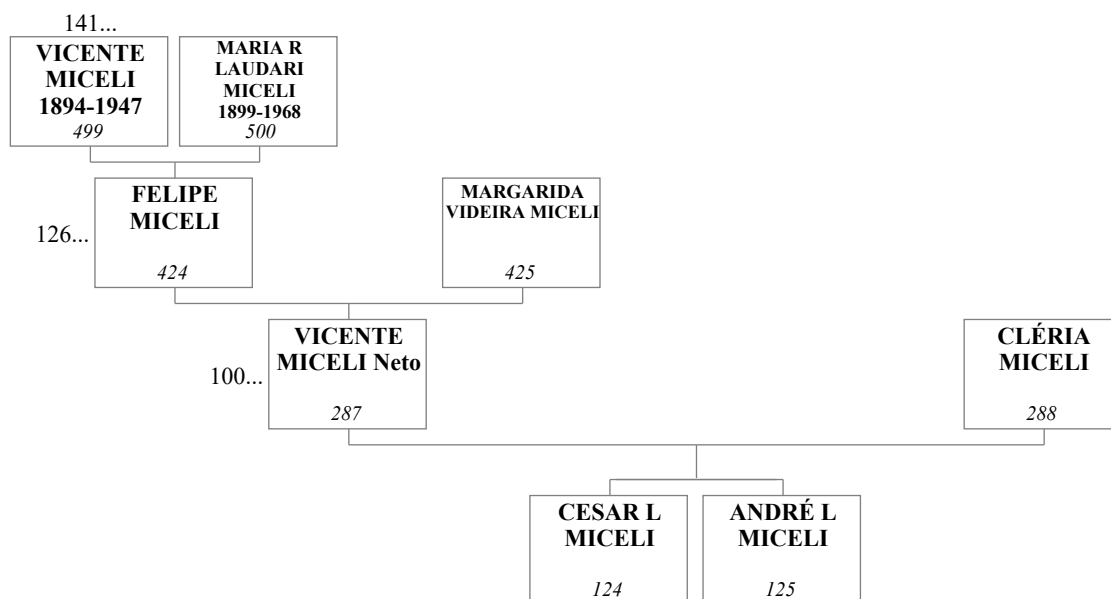 141...
VICENTE
MICELI
1894-1947
499
MARIA R
LAUDARI
MICELI
1899-1968
500
126...
FELIPE
MICELI
424
MARGARIDA
VIDEIRA MICELI
425
100...
VICENTE
MICELI Neto
287
CLÉRIA
MICELI
288
CESAR L
MICELI
124
ANDRÉ L
MICELI
125